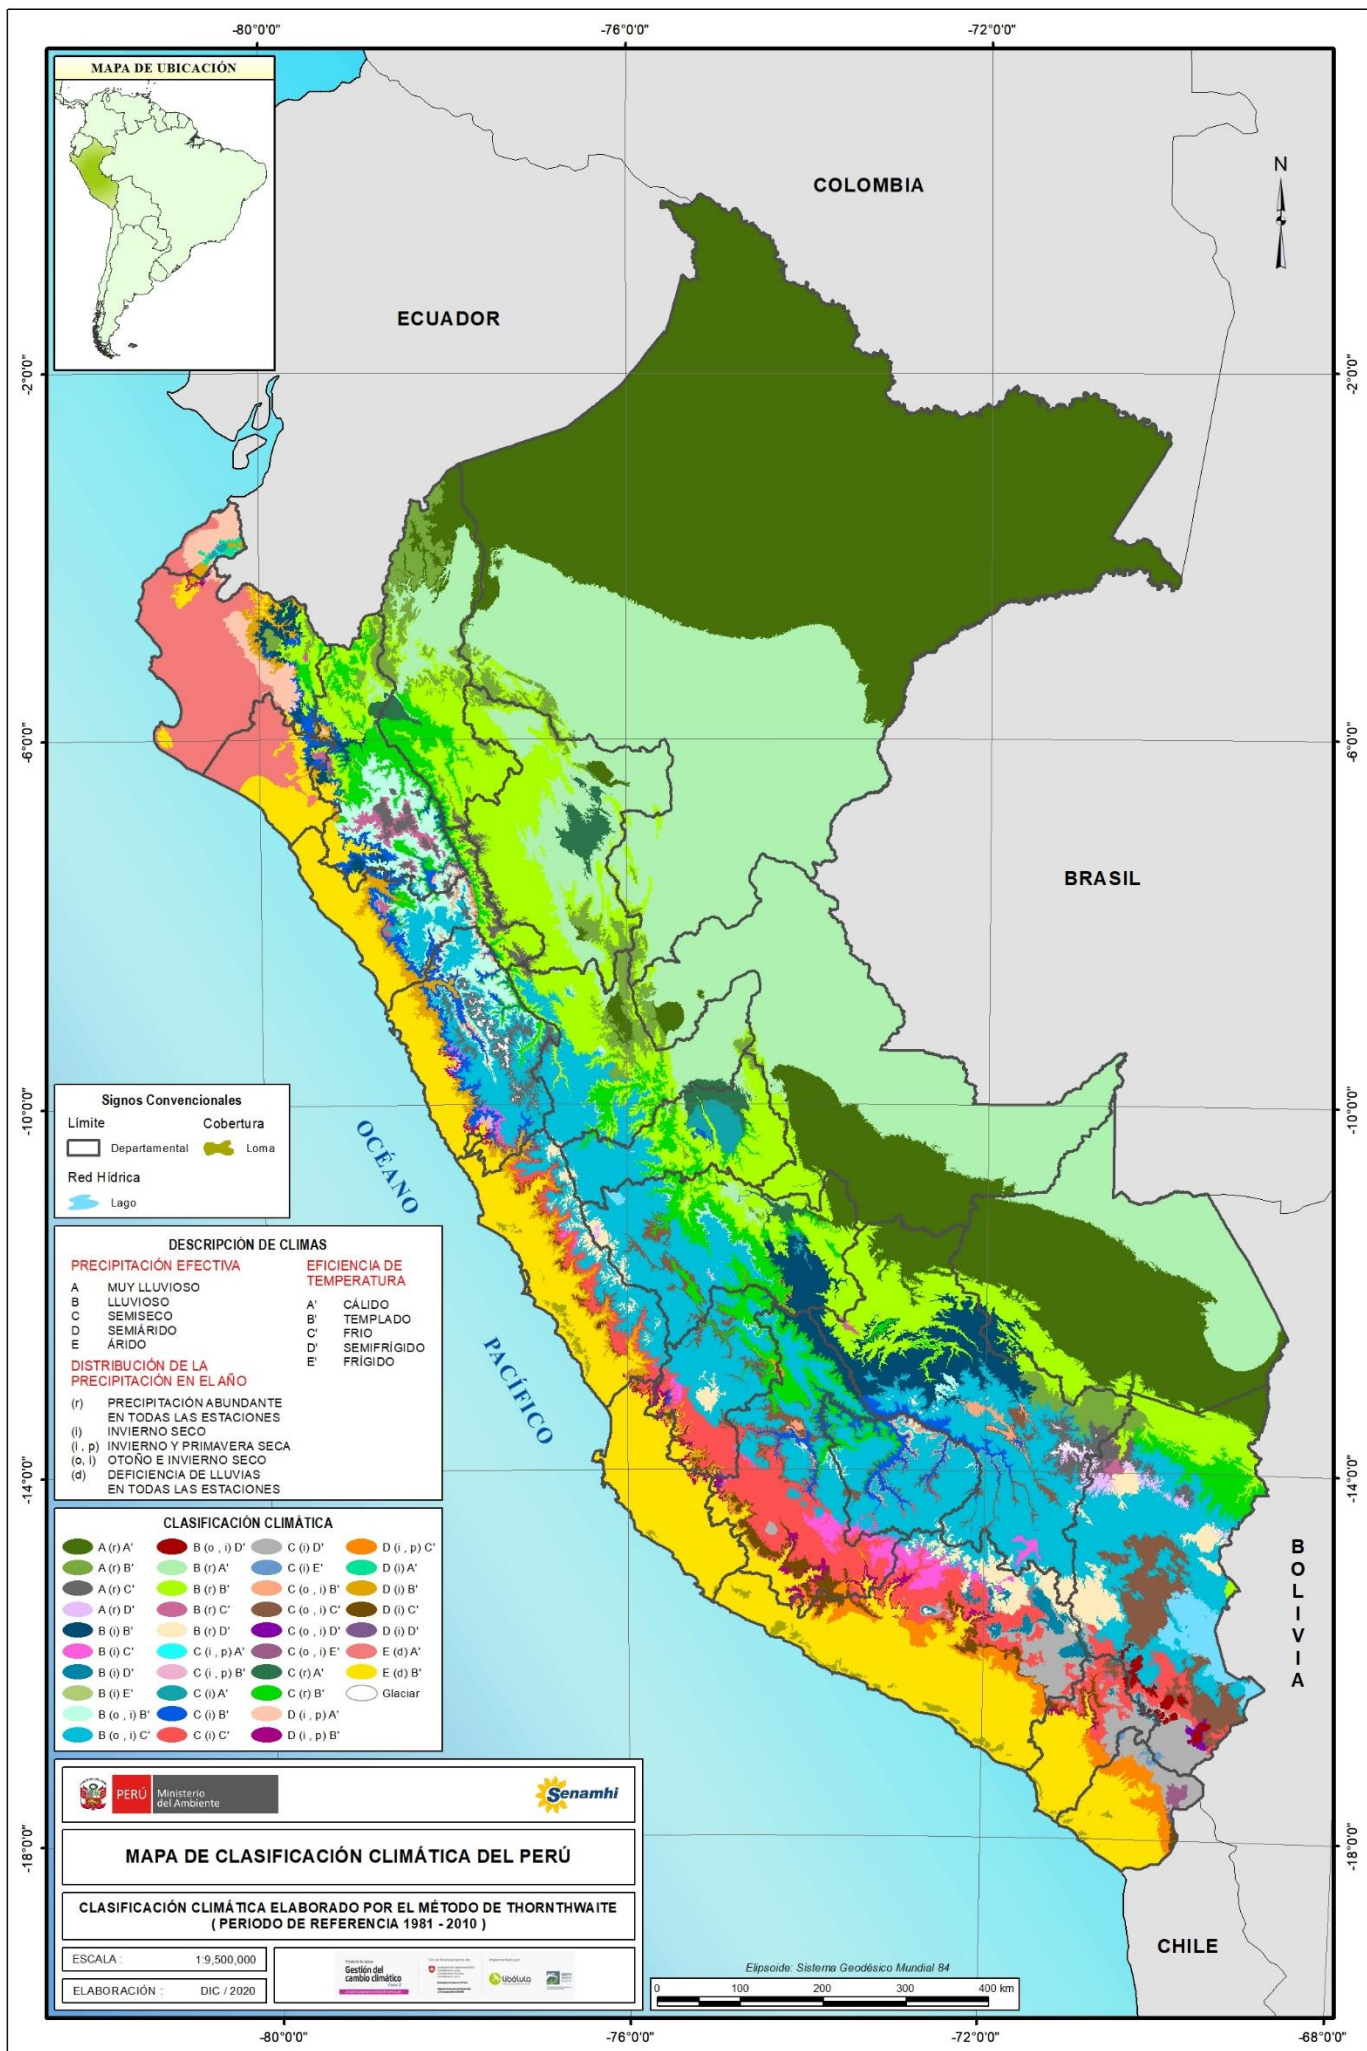 -80°0'0"
-76°0'0"
-72°0'0"
MAPA DE UBICACIÓN
COLOMBIA
N
ECUADOR
-2°0'0"
-2°0'0"
-6°0'0"
-6°0'0"
BRASIL
-10°0'0"
-10°0'0"
Signos Convencionales
Límite
Cobertura
Departamental
Loma
Red Hídrica
Lago
OCÉANO
PACÍFICO
DESCRIPCIÓN DE CLIMAS
PRECIPITACIÓN EFECTIVA
A MUY LLUVIOSO
B LLUVIOSO
C SEMISECO
D SEMIÁRIDO
E ÁRIDO
EFICIENCIA DE
TEMPERATURA
A' CÁLIDO
B' TEMPLADO
C' FRIO
D' SEMIFRÍGIDO
E' FRÍGIDO
DISTRIBUCIÓN DE LA
PRECIPITACIÓN EN EL AÑO
(r) PRECIPITACIÓN ABUNDANTE
EN TODAS LAS ESTACIONES
(i) INVIERNO SECO
(i , p) INVIERNO Y PRIMAVERA SECA
(o, i) OTOÑO E INVIERNO SECO
(d) DEFICIENCIA DE LLUVIAS
EN TODAS LAS ESTACIONES
-14°0'0"
-14°0'0"
BOLIVIA
CLASIFICACIÓN CLIMÁTICA
A (r) A'
B (o , i) D'
C (i) D'
D (i , p) C'
A (r) B'
B (r) A'
C (i) E'
D (i) A'
A (r) C'
B (r) B'
C (o , i) B'
D (i) B'
A (r) D'
B (r) C'
C (o , i) C'
D (i) C'
B (i) B'
B (r) D'
C (o , i) D'
D (i) D'
B (i) C'
C (i , p) A'
C (o , i) E'
E (d) A'
B (i) D'
C (i , p) B'
C (r) A'
E (d) B'
B (i) E'
C (i) A'
C (r) B'
Glaciar
B (o , i) B'
C (i) B'
D (i , p) A'
B (o , i) C'
C (i) C'
D (i , p) B'
PERÚ
Ministerio
del Ambiente
Senamhi
MAPA DE CLASIFICACIÓN CLIMÁTICA DEL PERÚ
-18°0'0"
-18°0'0"
CLASIFICACIÓN CLIMÁTICA ELABORADO POR EL MÉTODO DE THORNTHWAITE
( PERIODO DE REFERENCIA 1981 - 2010 )
CHILE
ESCALA : 1:9,500,000
ELABORACIÓN : DIC / 2020
Gestión del
cambio climático
libélula
Elipsoide: Sistema Geodésico Mundial 84
0 100 200 300 400 km
-80°0'0"
-76°0'0"
-72°0'0"
-68°0'0"